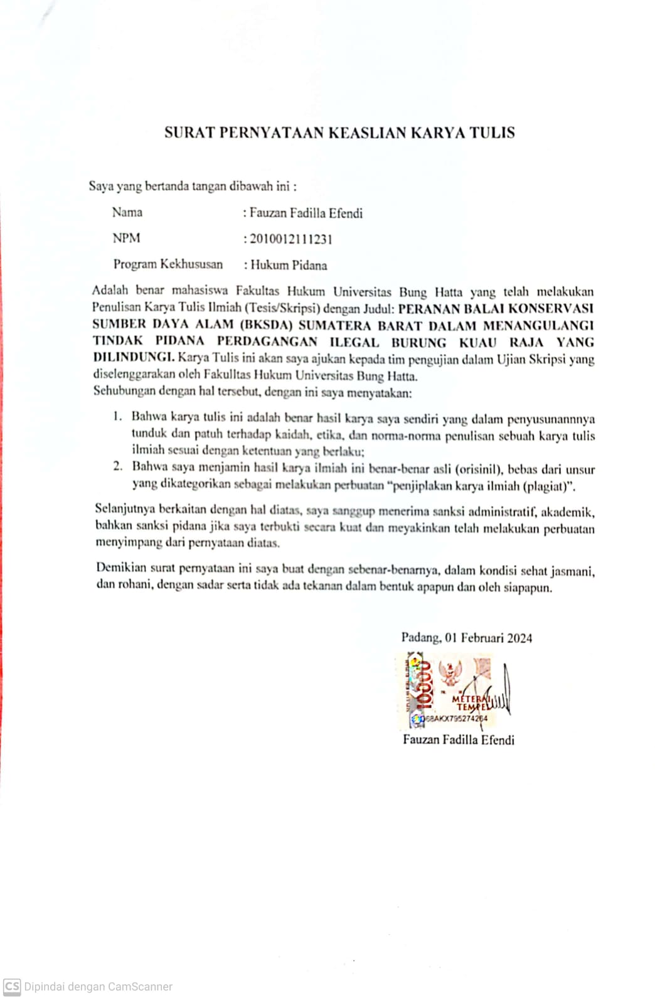 SURAT PERNYATAAN KEASLIAN KARYA TULIS
Saya yang bertanda tangan dibawah ini :
Nama : Fauzan Fadilla Efendi
NPM : 2010012111231
Program Kekhususan : Hukum Pidana
Adalah benar mahasiswa Fakultas Hukum Universitas Bung Hatta yang telah melakukan
Penulisan Karya Tulis Ilmiah (Tesis/Skripsi) dengan Judul: PERANAN BALAI KONSERVASI
SUMBER DAYA ALAM (BKSDA) SUMATERA BARAT DALAM MENANGULANGI
TINDAK PIDANA PERDAGANGAN ILEGAL BURUNG KUAU RAJA YANG
DILINDUNGI. Karya Tulis ini akan saya ajukan kepada tim pengujian dalam Ujian Skripsi yang
diselenggarakan oleh Fakulltas Hukum Universitas Bung Hatta.
Sehubungan dengan hal tersebut, dengan ini saya menyatakan:
1. Bahwa karya tulis ini adalah benar hasil karya saya sendiri yang dalam penyusunannnya
tunduk dan patuh terhadap kaidah, etika, dan norma-norma penulisan sebuah karya tulis
ilmiah sesuai dengan ketentuan yang berlaku;
2. Bahwa saya menjamin hasil karya ilmiah ini benar-benar asli (orisinil), bebas dari unsur
yang dikategorikan sebagai melakukan perbuatan “penjiplakan karya ilmiah (plagiat)”.
Selanjutnya berkaitan dengan hal diatas, saya sanggup menerima sanksi administratif, akademik,
bahkan sanksi pidana jika saya terbukti secara kuat dan meyakinkan telah melakukan perbuatan
menyimpang dari pernyataan diatas.
Demikian surat pernyataan ini saya buat dengan sebenar-benarnya, dalam kondisi sehat jasmani,
dan rohani, dengan sadar serta tidak ada tekanan dalam bentuk apapun dan oleh siapapun.
Padang, 01 Februari 2024
10000
METERAI
TEMPEL
68AKX795274264
Fauzan Fadilla Efendi
CS Dipindai dengan CamScanner